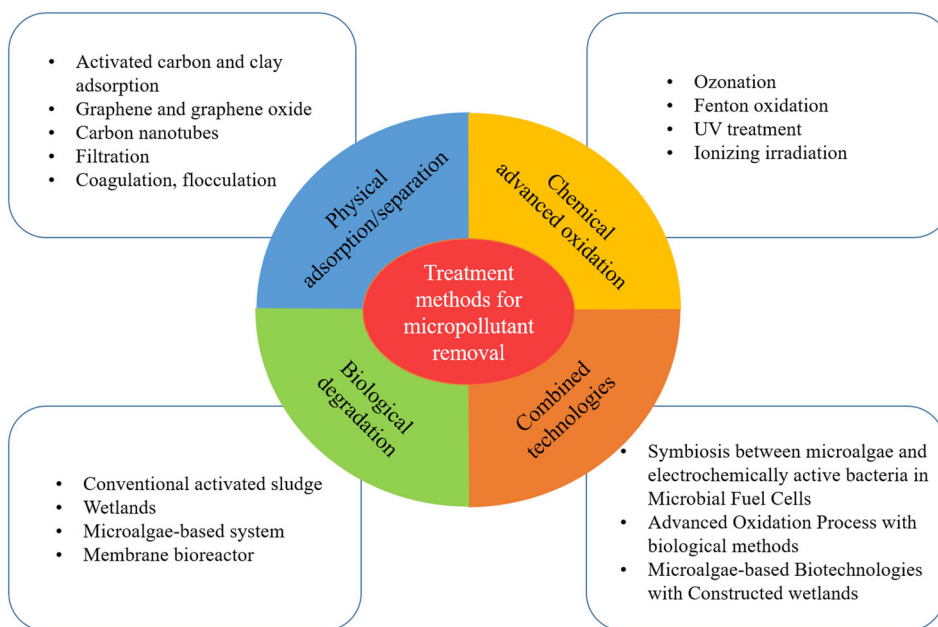 • Activated carbon and clay
adsorption
• Graphene and graphene oxide
• Carbon nanotubes
• Filtration
• Coagulation, flocculation
• Ozonation
• Fenton oxidation
• UV treatment
• Ionizing irradiation
Physical
adsorption/separation
Chemical
advanced oxidation
Treatment
methods for
micropollutant
removal
Biological
degradation
Combined
technologies
• Conventional activated sludge
• Wetlands
• Microalgae-based system
• Membrane bioreactor
• Symbiosis between microalgae and
electrochemically active bacteria in
Microbial Fuel Cells
• Advanced Oxidation Process with
biological methods
• Microalgae-based Biotechnologies
with Constructed wetlands